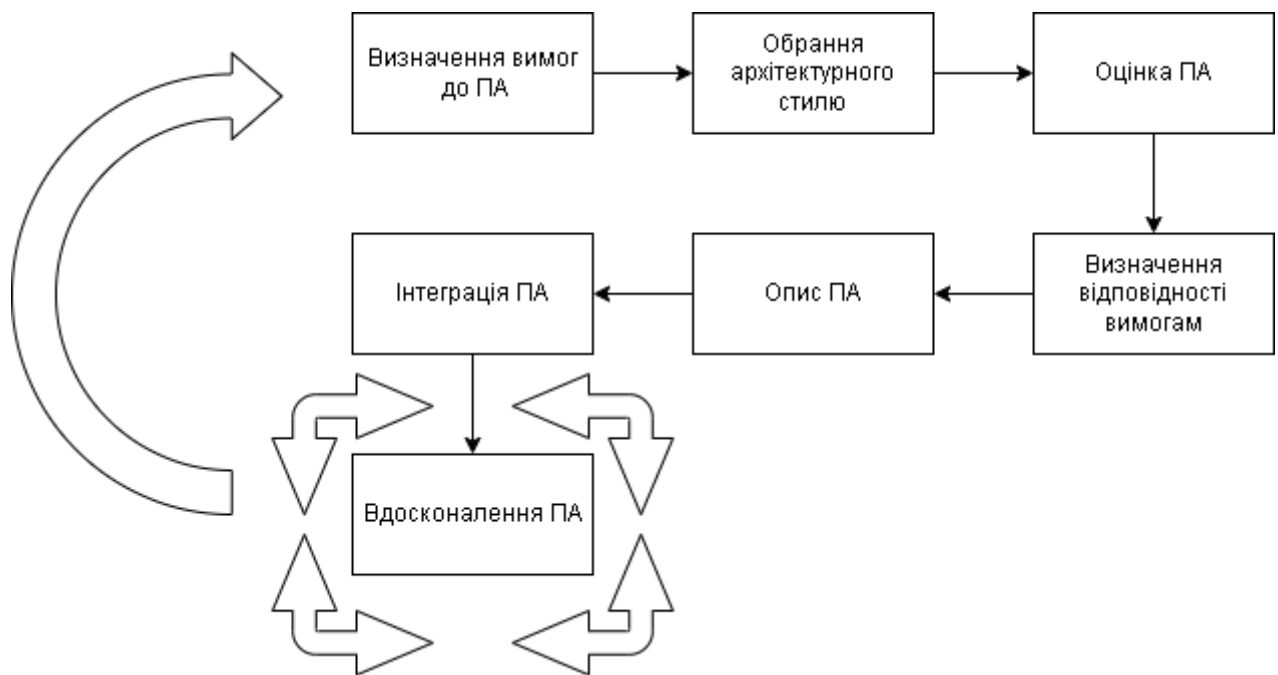 Визначення вимог
до ПА
Обрання
архітектурного
стилю
Оцінка ПА
Інтеграція ПА
Опис ПА
Визначення
відповідності
вимогам
Вдосконалення ПА